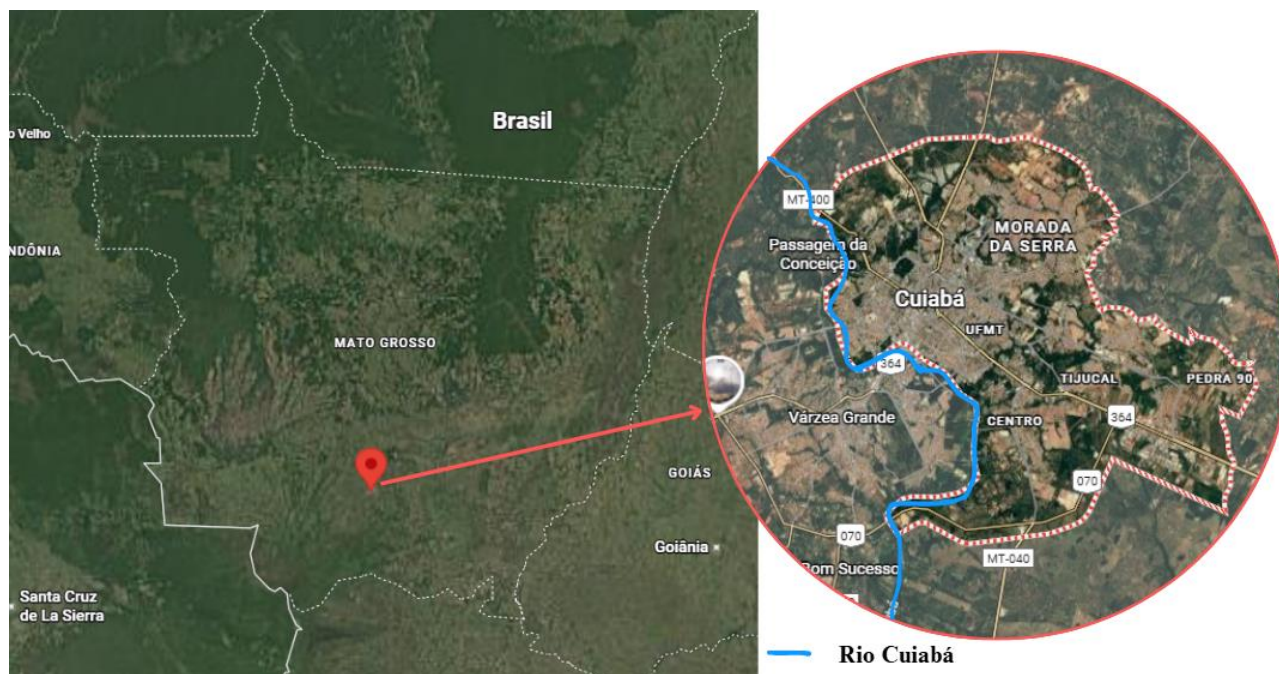 Brasil
o Velho
NDÔNIA
MATO GROSSO
GOIÁS
Goiânia
Santa Cruz
de La Sierra
MT-400
MORADA
DA SERRA
Passagem da
Conceição
Cuiabá
UFMT
364
TIJUCAL
PEDRA 90
Várzea Grande
CENTRO
364
070
070
MT-040
Bom Sucesso
Rio Cuiabá